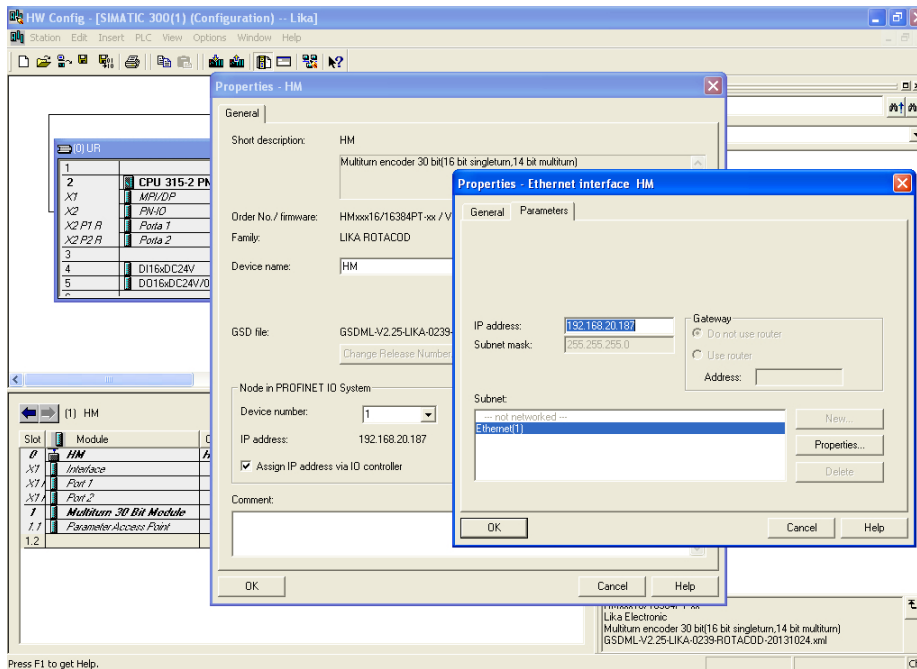 HW Config - [SIMATIC 300(1) (Configuration) -- Lika]
Station Edit Insert PLC View Options Window Help
(0) UR
1
2 CPU 315-2 PN
X1 MPI/DP
X2 PN-IO
X2 P1 R Porta 1
X2 P2 R Porta 2
3
4 DI16xDC24V
5 DO16xDC24V/0
Properties - HM
General
Short description: HM
Multiturn encoder 30 bit(16 bit singleturn,14 bit multiturn)
Order No./ firmware: HMxxx16/16384PT-xx / V
Family: LIKA ROTACOD
Device name: HM
GSD file: GSDML-V2.25-LIKA-0239-
Change Release Number
Node in PROFINET IO System
Device number: 1
IP address: 192.168.20.187
Assign IP address via IO controller
Comment:
OK Cancel Help
Properties - Ethernet interface HM
General Parameters
IP address: 192.168.20.187
Subnet mask: 255.255.255.0
Gateway
Do not use router
Use router
Address:
Subnet:
--- not networked ---
Ethernet(1)
New...
Properties...
Delete
OK Cancel Help
(1) HM
Slot Module
0 HM
X1 Interface
X1 Port 1
X1 Port 2
1 Multiturn 30 Bit Module
1.1 Parameter Access Point
1.2
Lika Electronic
Multiturn encoder 30 bit(16 bit singleturn,14 bit multiturn)
GSDML-V2.25-LIKA-0239-ROTACOD-20131024.xml
Press F1 to get Help.